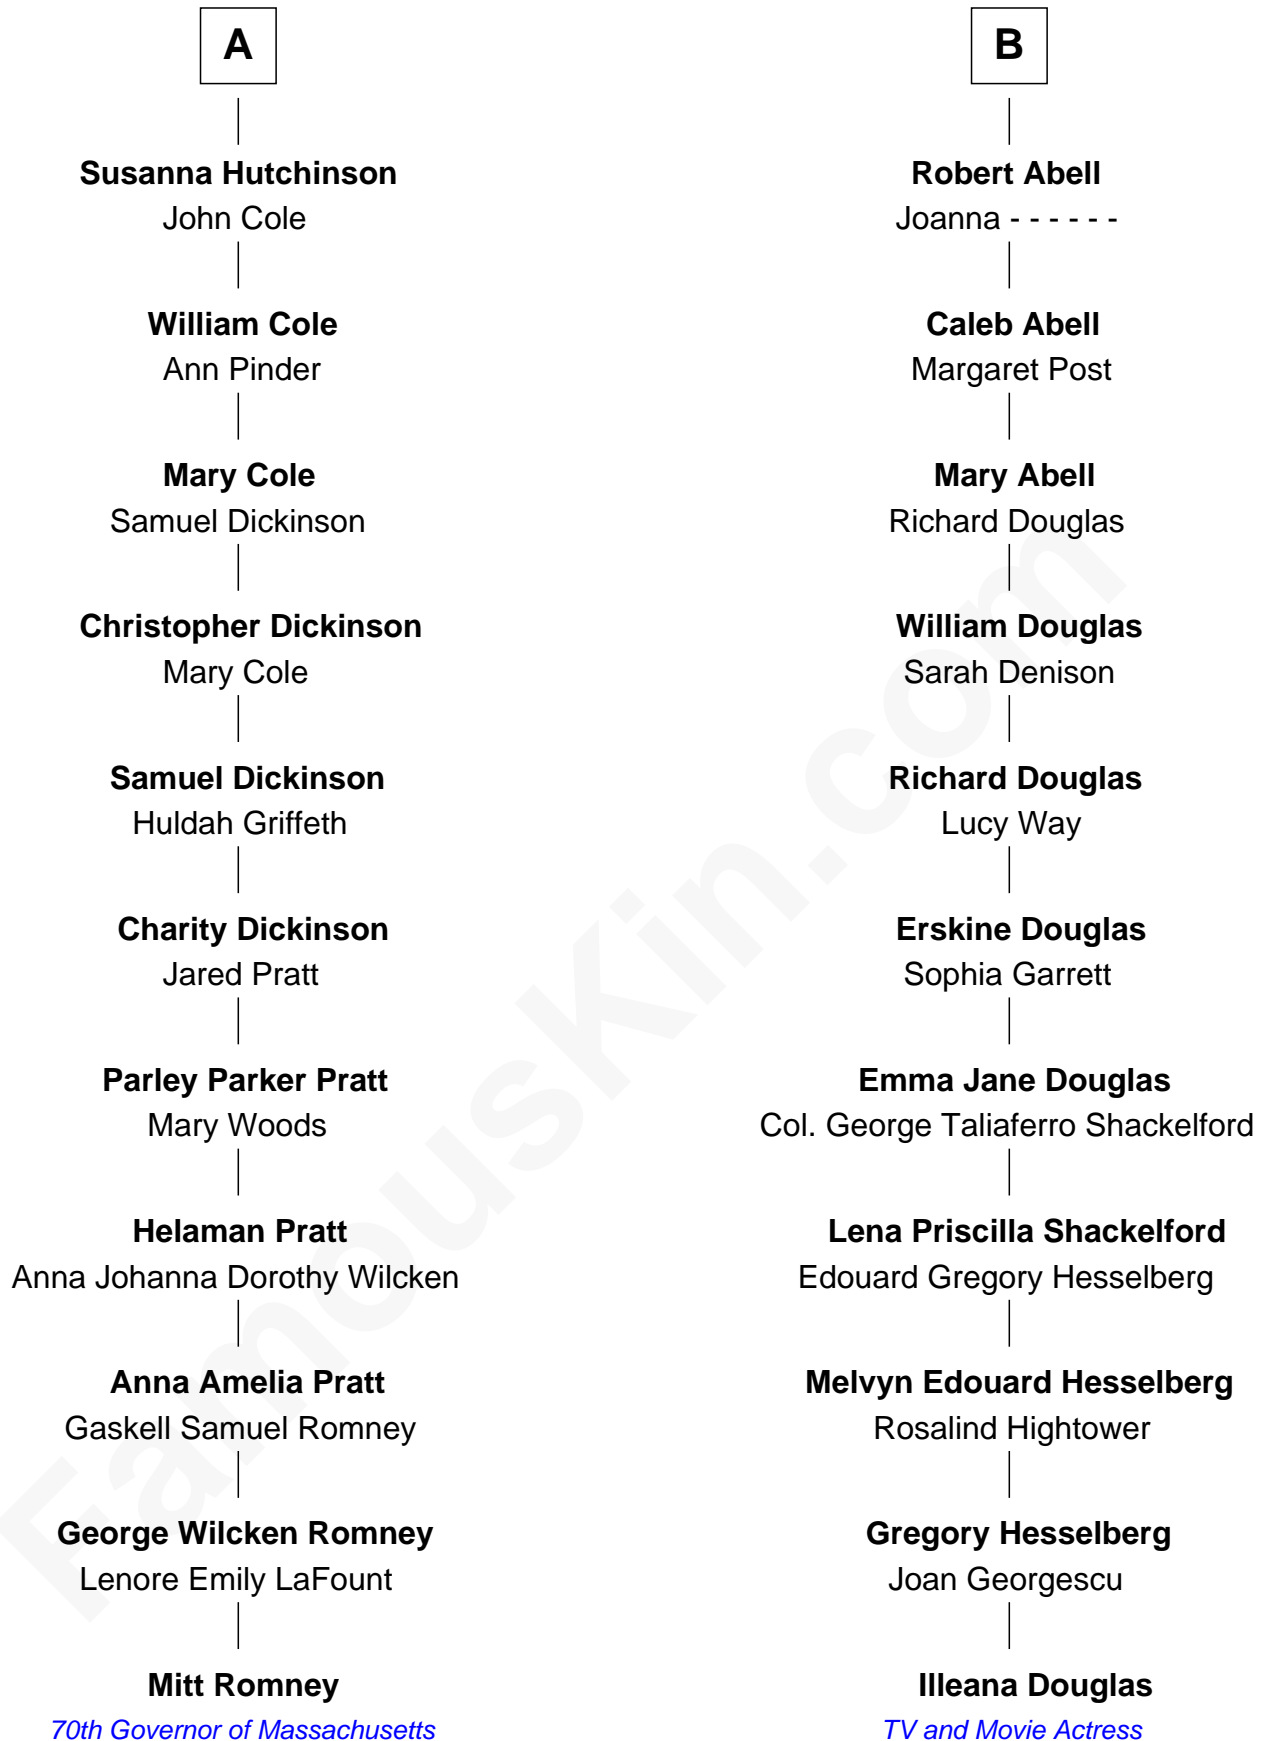 A
Susanna Hutchinson
John Cole
William Cole
Ann Pinder
Mary Cole
Samuel Dickinson
Christopher Dickinson
Mary Cole
Samuel Dickinson
Huldah Griffeth
Charity Dickinson
Jared Pratt
Parley Parker Pratt
Mary Woods
Helaman Pratt
Anna Johanna Dorothy Wilcken
Anna Amelia Pratt
Gaskell Samuel Romney
George Wilcken Romney
Lenore Emily LaFount
Mitt Romney
70th Governor of Massachusetts
B
Robert Abell
Joanna - - - - - -
Caleb Abell
Margaret Post
Mary Abell
Richard Douglas
William Douglas
Sarah Denison
Richard Douglas
Lucy Way
Erskine Douglas
Sophia Garrett
Emma Jane Douglas
Col. George Taliaferro Shackelford
Lena Priscilla Shackelford
Edouard Gregory Hesselberg
Melvyn Edouard Hesselberg
Rosalind Hightower
Gregory Hesselberg
Joan Georgescu
Illeana Douglas
TV and Movie Actress
FamousKin.com